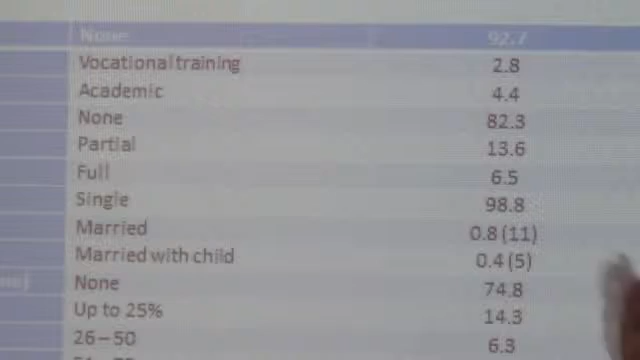 None 92.7
Vocational training 2.8
Academic 4.4
None 82.3
Partial 13.6
Full 6.5
Single 98.8
Married 0.8 (11)
Married with child 0.4 (5)
None 74.8
Up to 25% 14.3
26 – 50 6.3